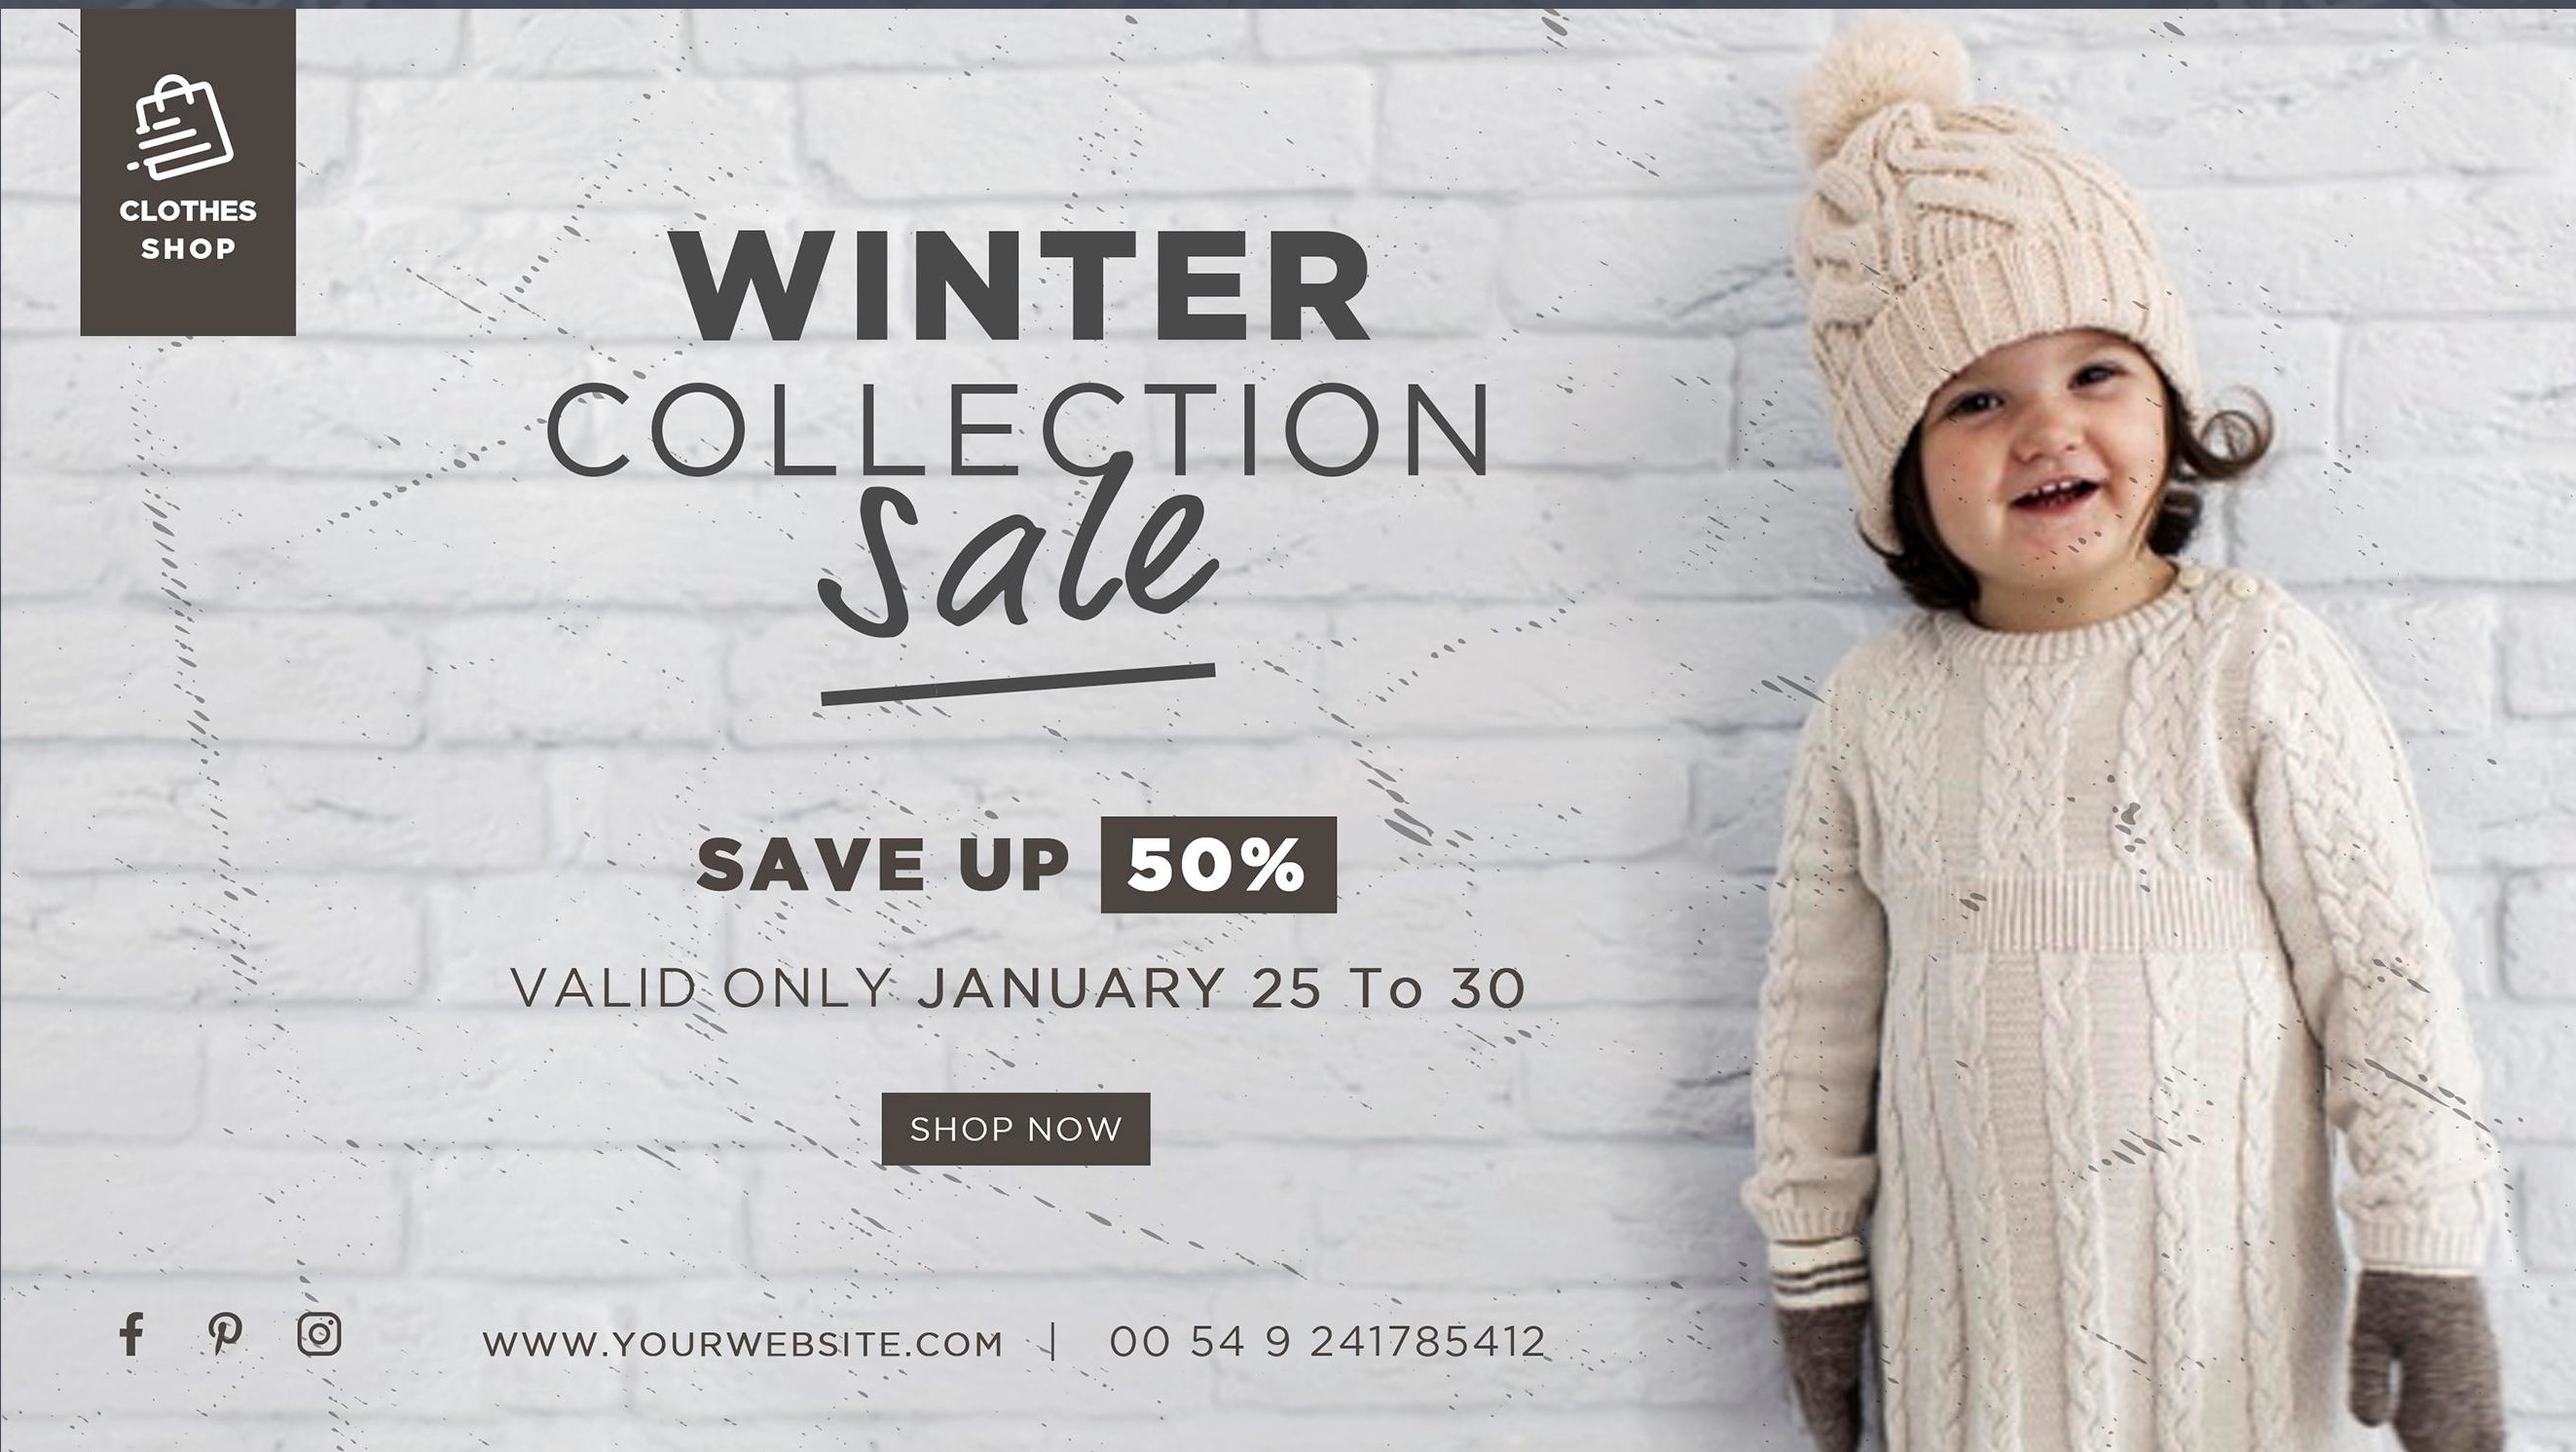 CLOTHES
SHOP
WINTER
COLLECTION
sale
SAVE UP 50%
VALID ONLY JANUARY 25 To 30
SHOP NOW
WWW.YOURWEBSITE.COM | 00 54 9 241785412